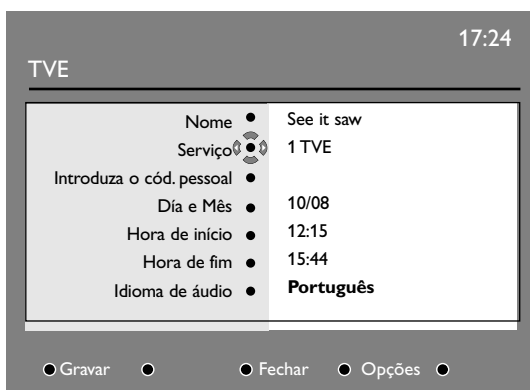 17:24
TVE
Nome See it saw
Serviço 1 TVE
Introduza o cód. pessoal
Día e Mês 10/08
Hora de início 12:15
Hora de fim 15:44
Idioma de áudio Português
Gravar Fechar Opções